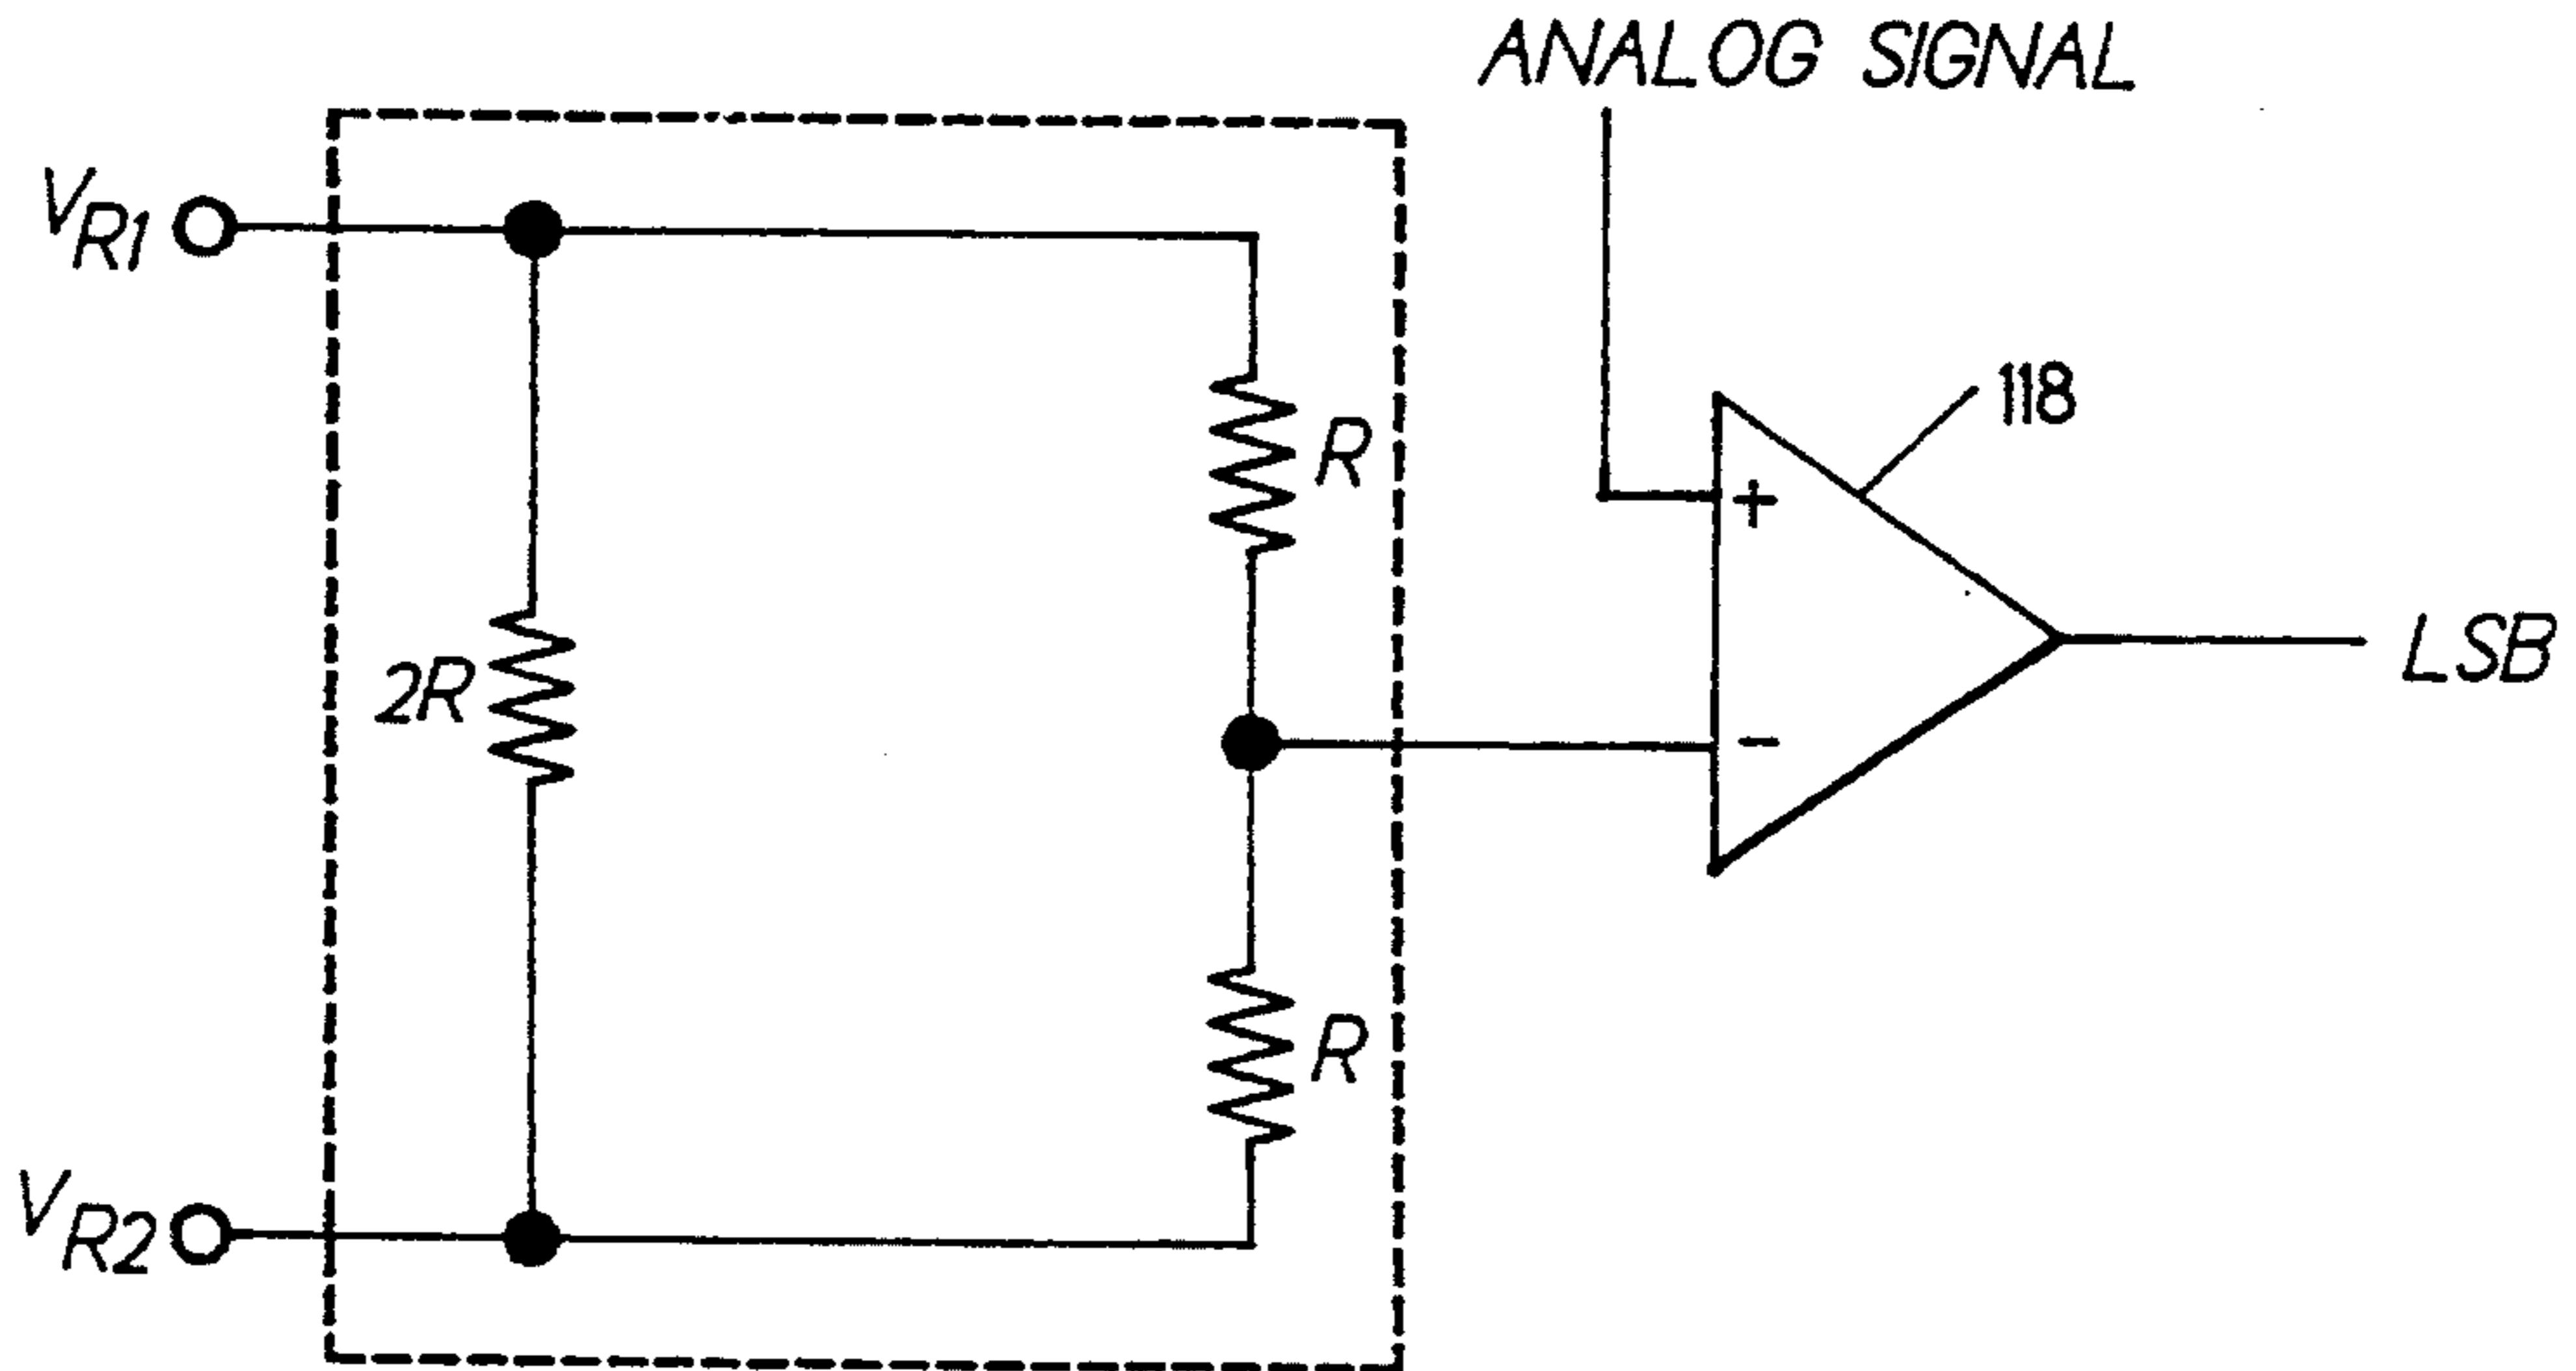 ANALOG SIGNAL
VR1
R
118
+
2R
-
LSB
R
VR2